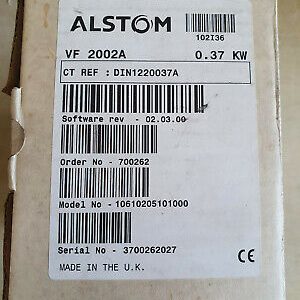 ALSTOM
102I36
VF 2002A 0.37 KW
CT REF : DIN1220037A
Software rev - 02.03.00
Order No - 700262
Model No - 10610205101000
Serial No - 3700262027
MADE IN THE U.K.
CE